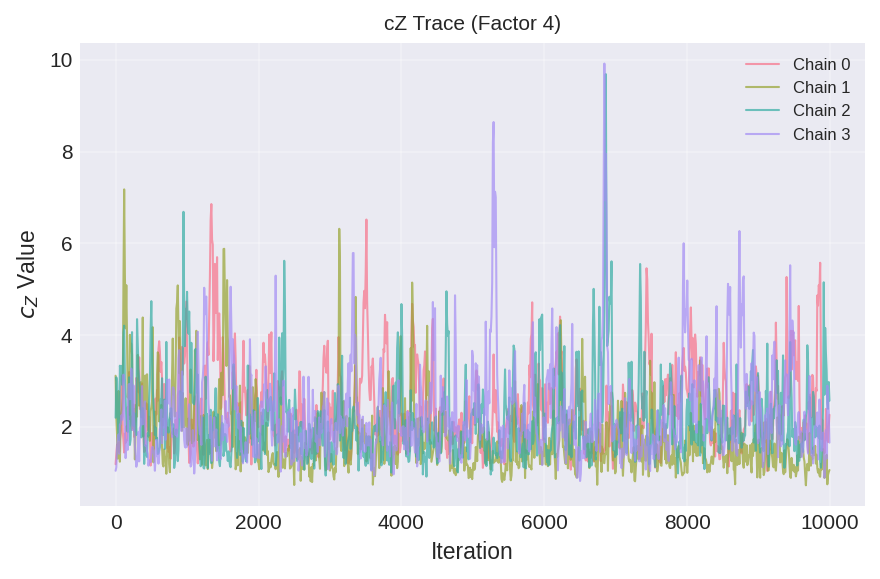 cZ Trace (Factor 4)
10
8
6
4
2
c_Z Value
0 2000 4000 6000 8000 10000
Iteration
Chain 0
Chain 1
Chain 2
Chain 3